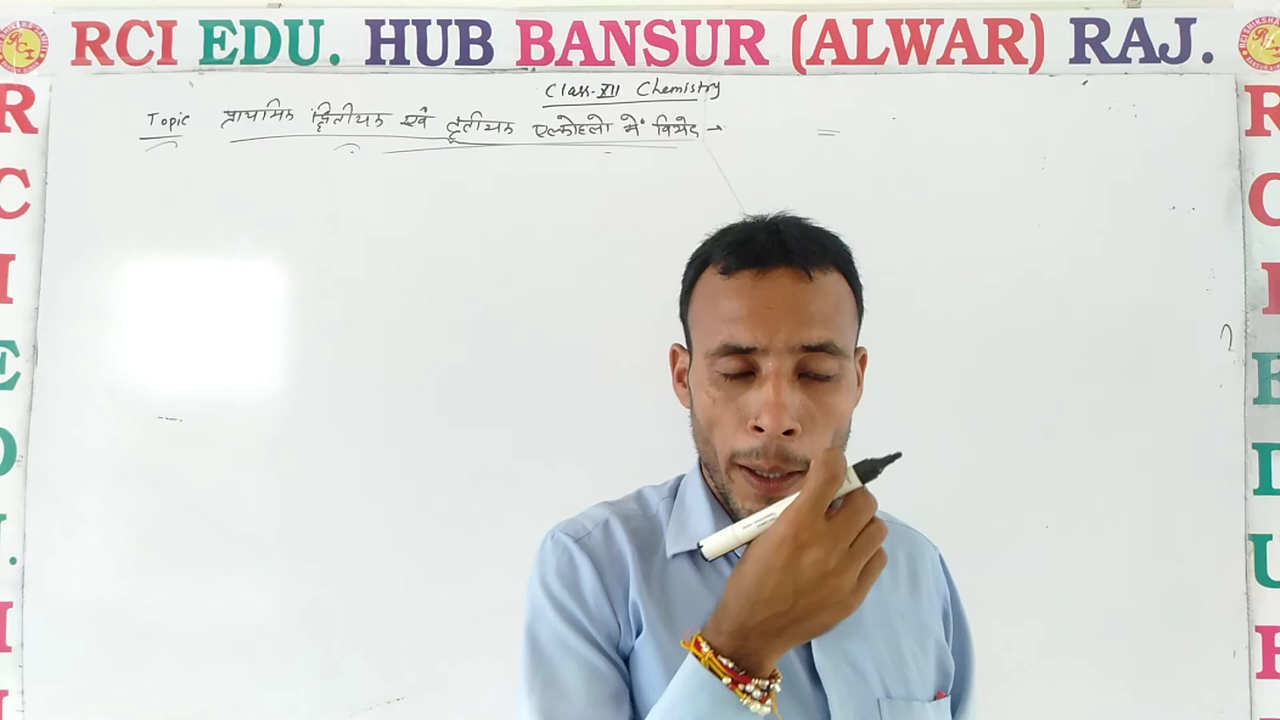 RCI EDU. HUB BANSUR (ALWAR) RAJ.
Class-XII Chemistry
Topic प्राथमिक द्वितीयक एवं तृतीयक एल्कोहलो में विभेद →
R
C
I
E
D
U
.
H
R
C
I
E
D
U
H